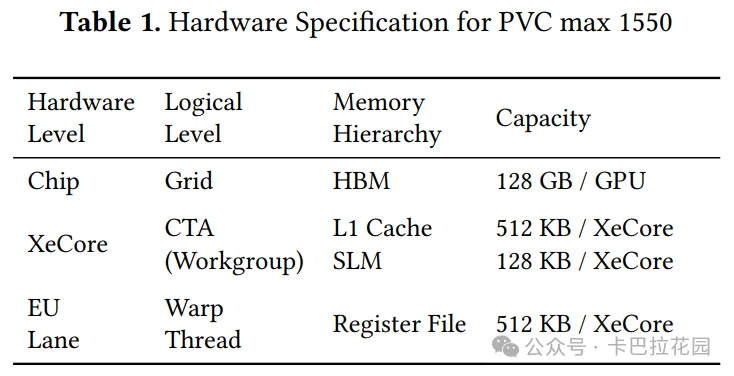 Table 1. Hardware Specification for PVC max 1550
Hardware Level Logical Level Memory Hierarchy Capacity
Chip Grid HBM 128 GB / GPU
XeCore CTA (Workgroup) L1 Cache 512 KB / XeCore
SLM 128 KB / XeCore
EU Warp Register File 512 KB / XeCore
Lane Thread
公众号 · 卡巴拉花园